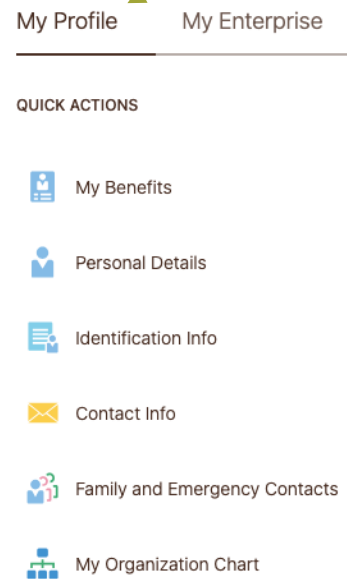 My Profile My Enterprise
QUICK ACTIONS
My Benefits
Personal Details
Identification Info
Contact Info
Family and Emergency Contacts
My Organization Chart